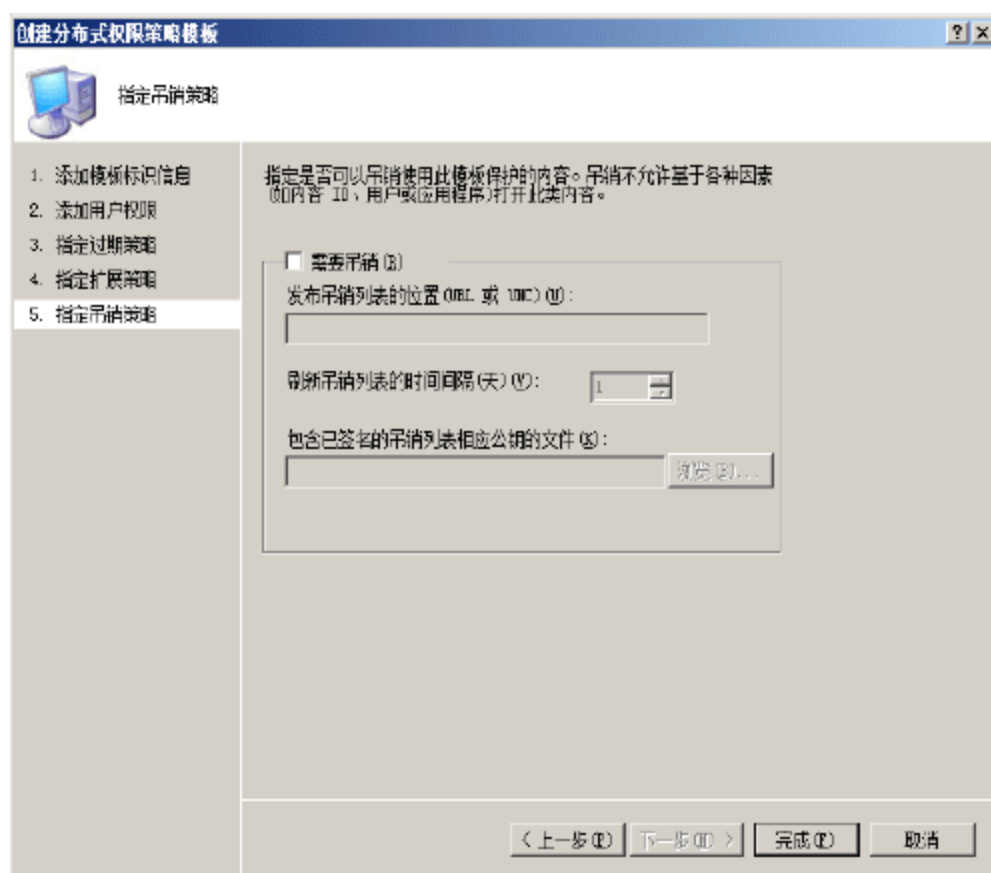 创建分布式权限策略模板
指定吊销策略
1. 添加模板标识信息
2. 添加用户权限
3. 指定过期策略
4. 指定扩展策略
5. 指定吊销策略
指定是否可以吊销使用此模板保护的内容。吊销不允许基于各种因素
(如内容 ID、用户或应用程序)打开此类内容。
需要吊销(R)
发布吊销列表的位置(URL 或 UNC)(U):
刷新吊销列表的时间间隔(天)(V):
1
包含已签名的吊销列表相应公钥的文件(K):
浏览(B)...
< 上一步(P)
下一步(N) >
完成(F)
取消